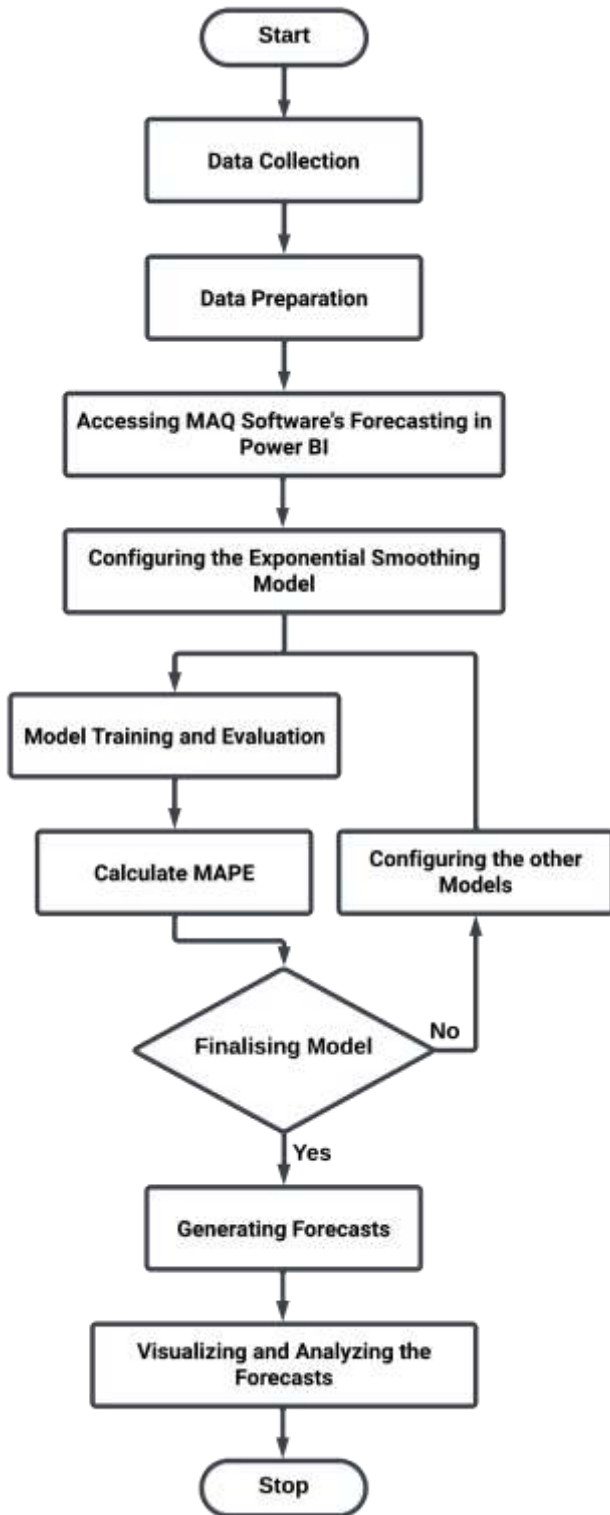 Start
Data Collection
Data Preparation
Accessing MAQ Software's Forecasting in
Power BI
Configuring the Exponential Smoothing
Model
Model Training and Evaluation
Calculate MAPE
Configuring the other
Models
Finalising Model
No
Yes
Generating Forecasts
Visualizing and Analyzing the
Forecasts
Stop